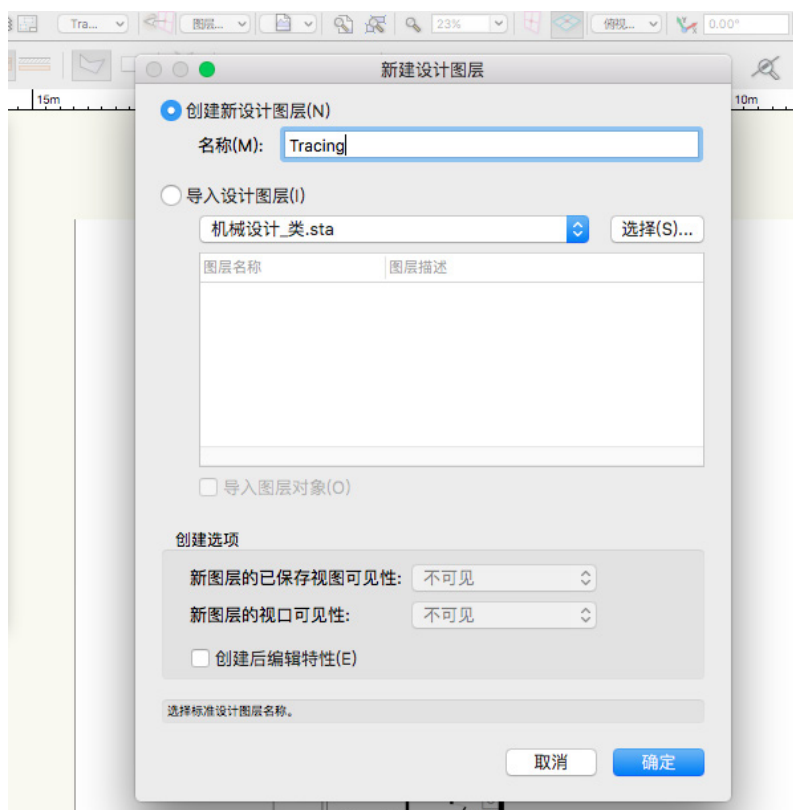 Tra...
图层...
23%
俯视...
0.00°
新建设计图层
15m
10m
创建新设计图层(N)
名称(M): Tracing
导入设计图层(I)
机械设计_类.sta 选择(S)...
图层名称 图层描述
导入图层对象(O)
创建选项
新图层的已保存视图可见性: 不可见
新图层的视口可见性: 不可见
创建后编辑特性(E)
选择标准设计图层名称。
取消 确定